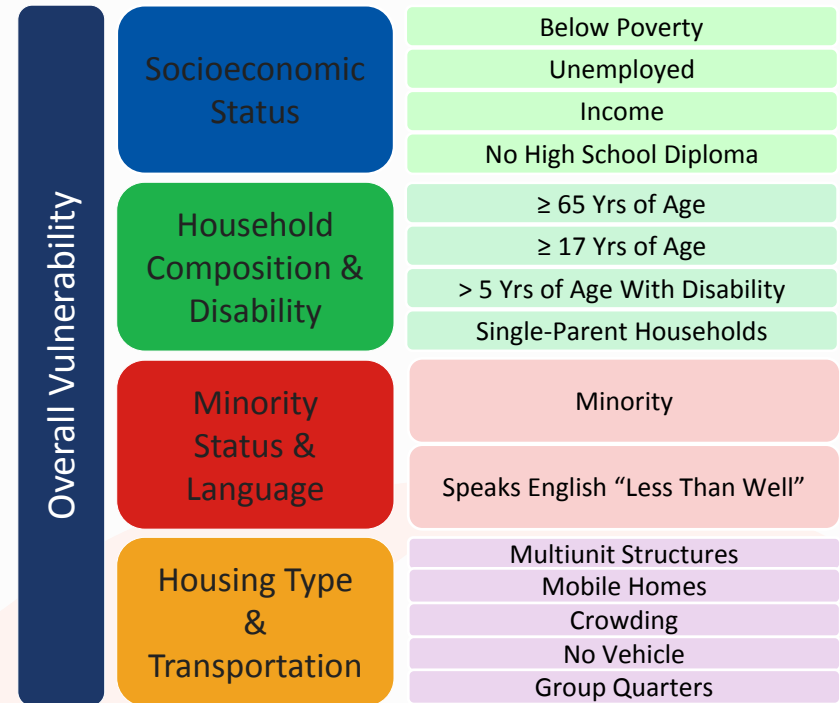 Overall Vulnerability
Socioeconomic
Status
Below Poverty
Unemployed
Income
No High School Diploma
Household
Composition &
Disability
≥ 65 Yrs of Age
≥ 17 Yrs of Age
> 5 Yrs of Age With Disability
Single-Parent Households
Minority
Status &
Language
Minority
Speaks English “Less Than Well”
Housing Type
&
Transportation
Multiunit Structures
Mobile Homes
Crowding
No Vehicle
Group Quarters